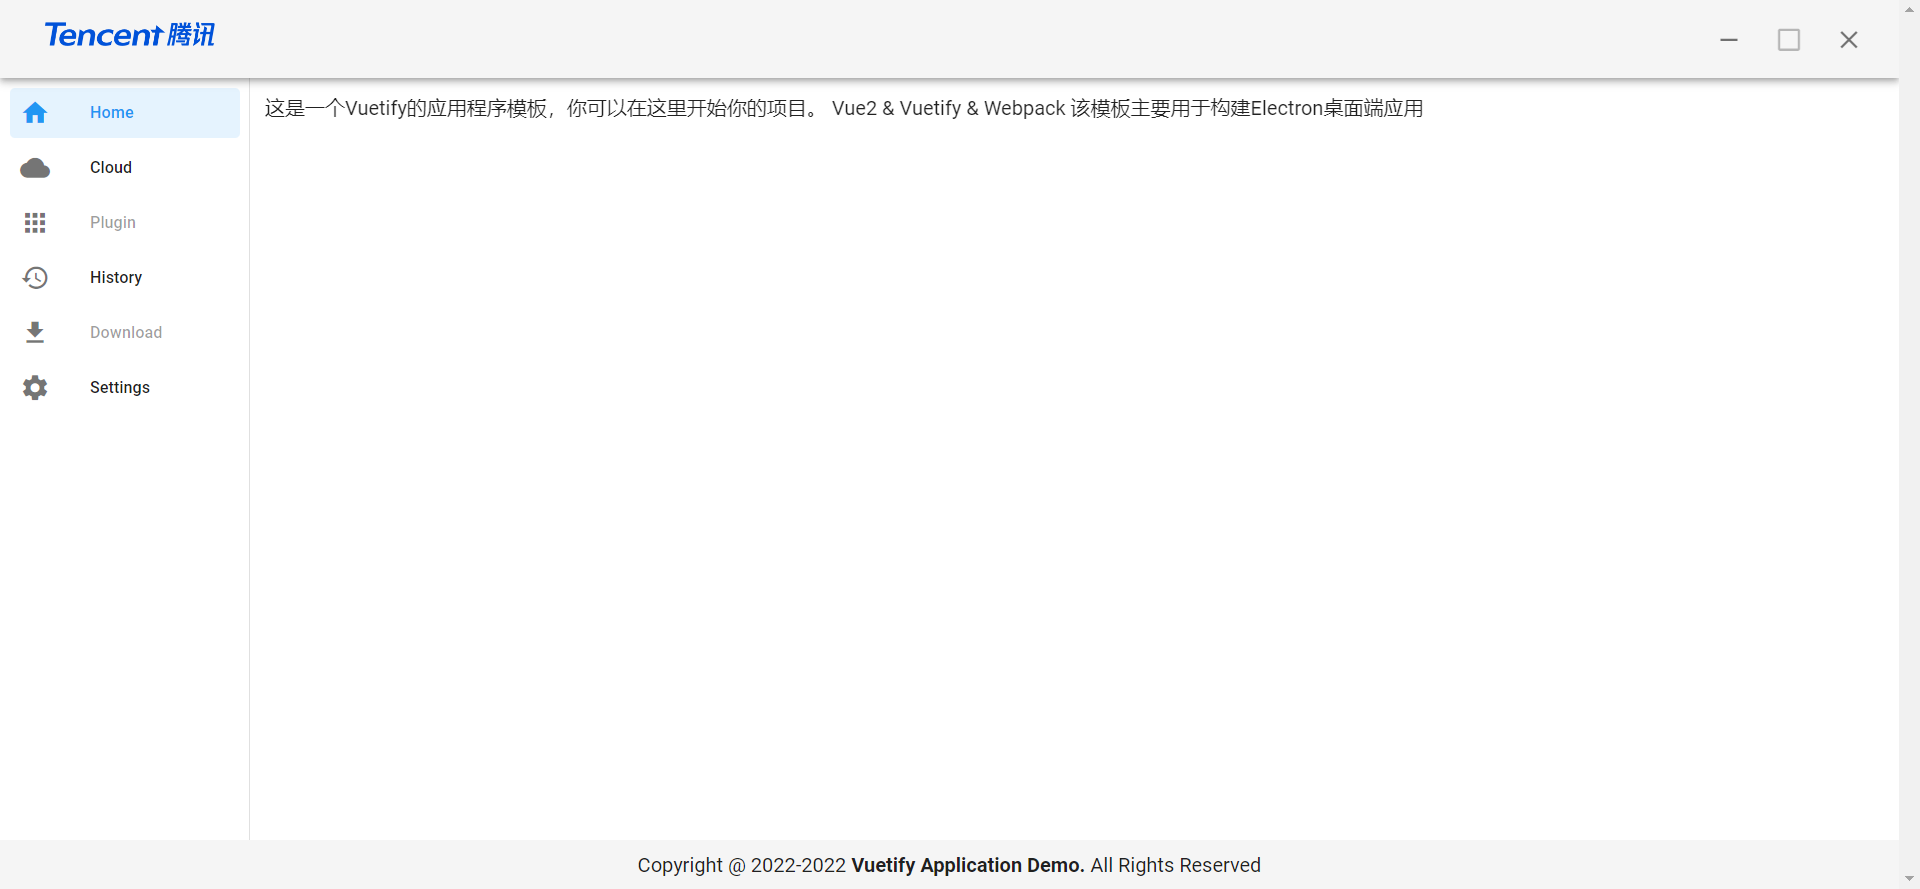 Tencent 腾讯
Home
Cloud
Plugin
History
Download
Settings
这是一个Vuetify的应用程序模板，你可以在这里开始你的项目。 Vue2 & Vuetify & Webpack 该模板主要用于构建Electron桌面端应用
Copyright @ 2022-2022 Vuetify Application Demo. All Rights Reserved